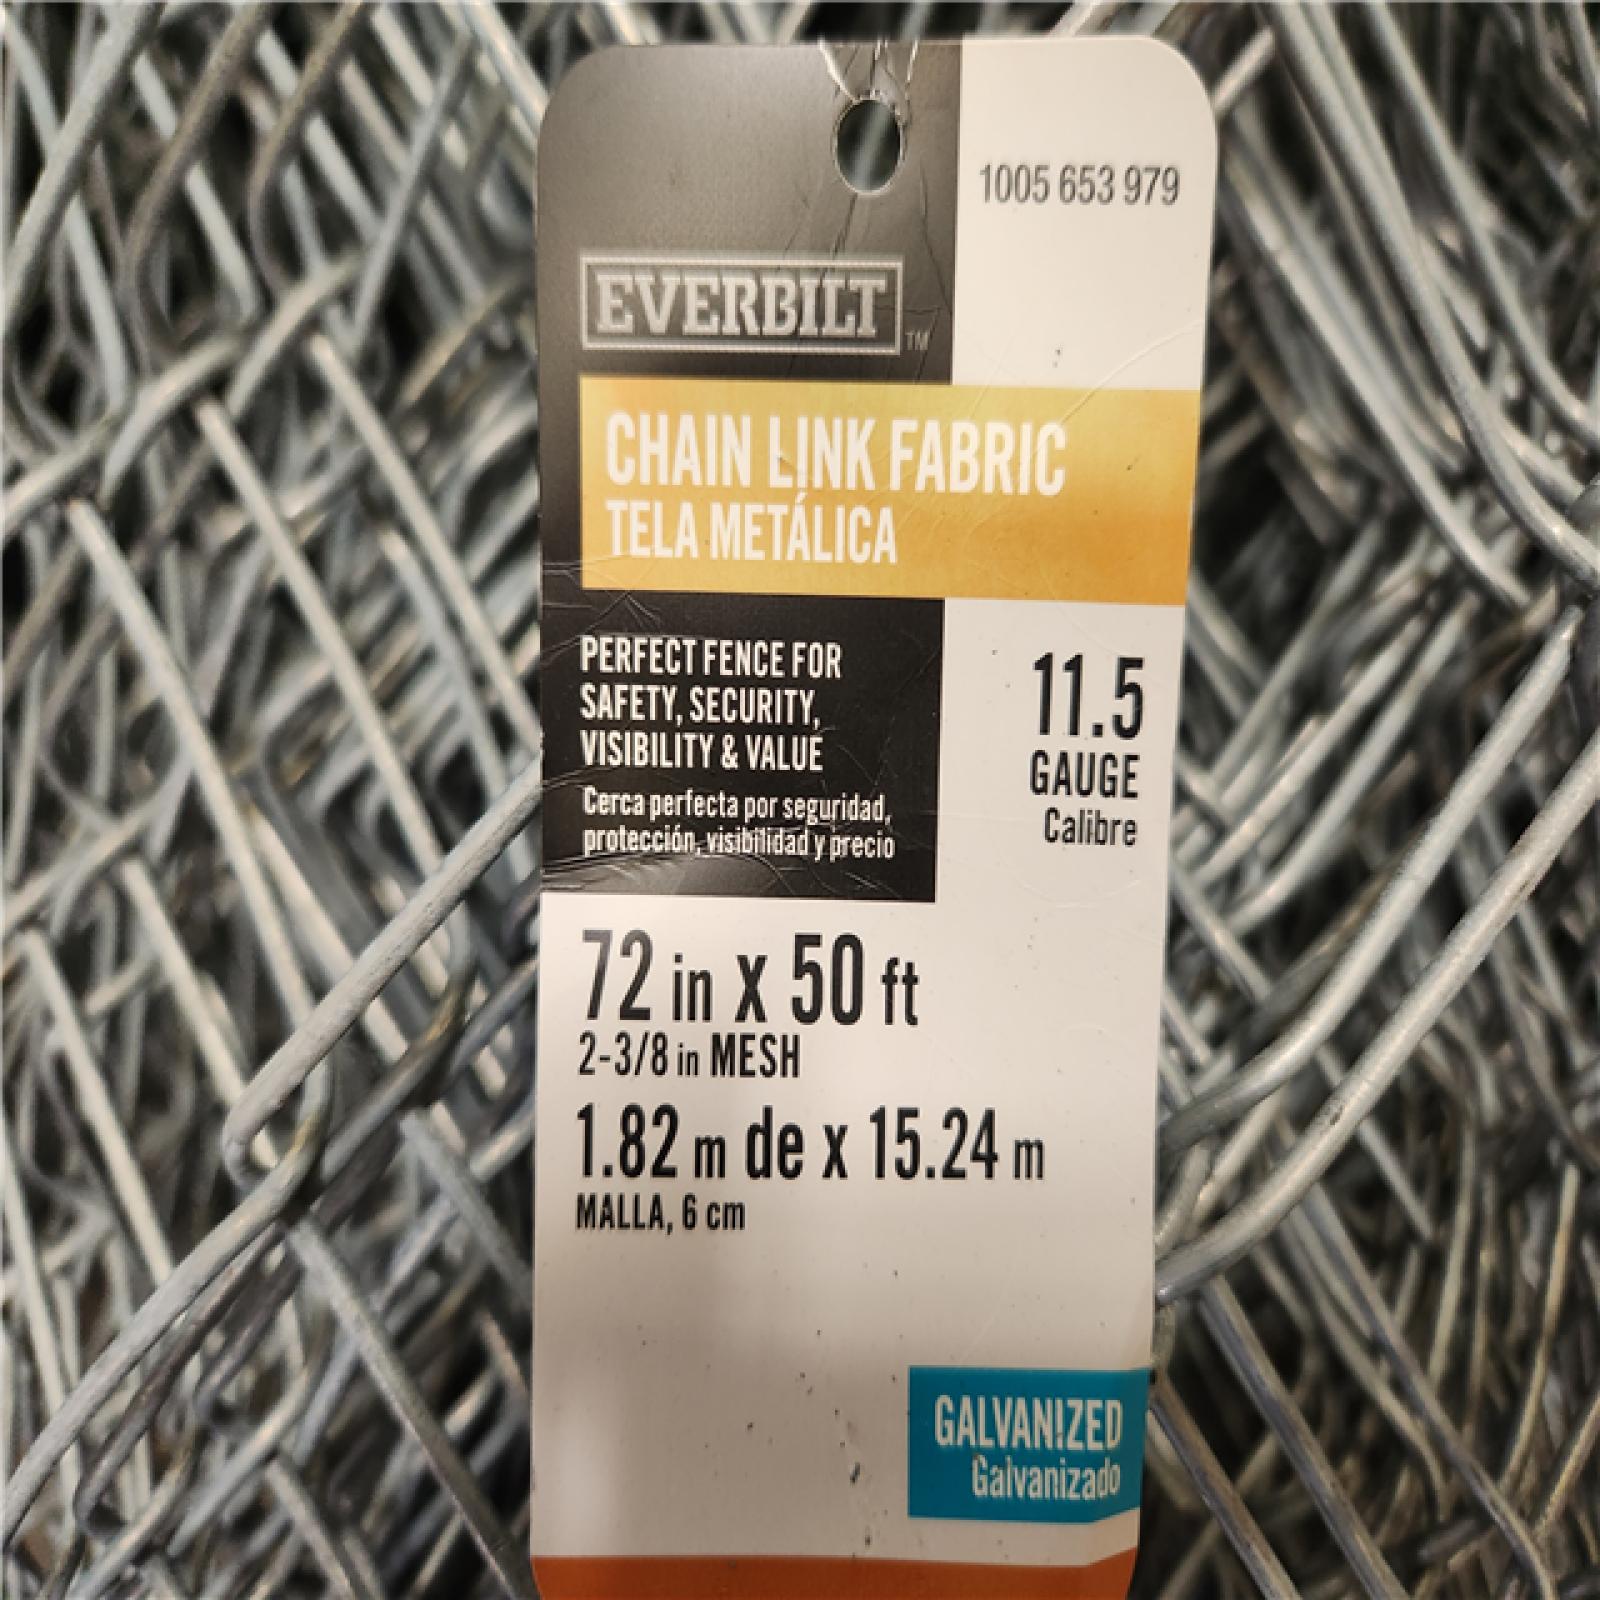 1005 653 979
EVERBILT™
CHAIN LINK FABRIC
TELA METÁLICA
PERFECT FENCE FOR
SAFETY, SECURITY,
VISIBILITY & VALUE
Cerca perfecta por seguridad,
protección, visibilidad y precio
11.5
GAUGE
Calibre
72 in x 50 ft
2-3/8 in MESH
1.82 m de x 15.24 m
MALLA, 6 cm
GALVANIZED
Galvanizado